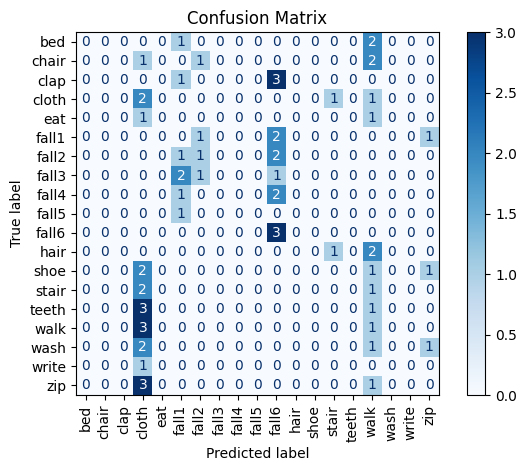 Confusion Matrix
True label
bed 0 0 0 0 0 1 0 0 0 0 0 0 0 0 0 2 0 0 0
chair 0 0 0 1 0 0 1 0 0 0 0 0 0 0 0 2 0 0 0
clap 0 0 0 0 0 1 0 0 0 0 3 0 0 0 0 0 0 0 0
cloth 0 0 0 2 0 0 0 0 0 0 0 0 0 1 0 1 0 0 0
eat 0 0 0 1 0 0 0 0 0 0 0 0 0 0 0 1 0 0 0
fall1 0 0 0 0 0 0 1 0 0 0 2 0 0 0 0 0 0 0 1
fall2 0 0 0 0 0 1 1 0 0 0 2 0 0 0 0 0 0 0 0
fall3 0 0 0 0 0 2 1 0 0 0 1 0 0 0 0 0 0 0 0
fall4 0 0 0 0 0 1 0 0 0 0 2 0 0 0 0 0 0 0 0
fall5 0 0 0 0 0 1 0 0 0 0 0 0 0 0 0 0 0 0 0
fall6 0 0 0 0 0 0 0 0 0 0 3 0 0 0 0 0 0 0 0
hair 0 0 0 0 0 0 0 0 0 0 0 0 0 1 0 2 0 0 0
shoe 0 0 0 2 0 0 0 0 0 0 0 0 0 0 0 1 0 0 1
stair 0 0 0 2 0 0 0 0 0 0 0 0 0 0 0 1 0 0 0
teeth 0 0 0 3 0 0 0 0 0 0 0 0 0 0 0 1 0 0 0
walk 0 0 0 3 0 0 0 0 0 0 0 0 0 0 0 1 0 0 0
wash 0 0 0 2 0 0 0 0 0 0 0 0 0 0 0 1 0 0 1
write 0 0 0 1 0 0 0 0 0 0 0 0 0 0 0 0 0 0 0
zip 0 0 0 3 0 0 0 0 0 0 0 0 0 0 0 1 0 0 0
bed chair clap cloth eat fall1 fall2 fall3 fall4 fall5 fall6 hair shoe stair teeth walk wash write zip
Predicted label
3.0
2.5
2.0
1.5
1.0
0.5
0.0